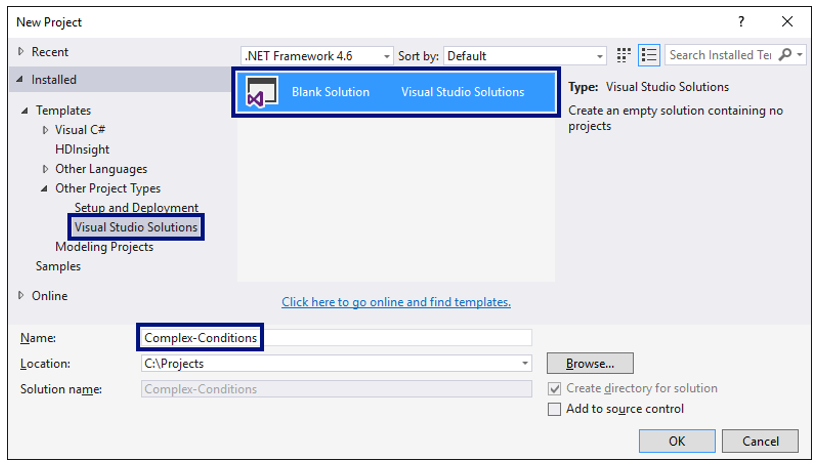 New Project
?
Recent
.NET Framework 4.6
Sort by: Default
Search Installed Te
Installed
Templates
Visual C#
HDInsight
Other Languages
Other Project Types
Setup and Deployment
Visual Studio Solutions
Modeling Projects
Samples
Online
Blank Solution Visual Studio Solutions
Type: Visual Studio Solutions
Create an empty solution containing no
projects
Click here to go online and find templates.
Name: Complex-Conditions
Location: C:\Projects
Browse...
Solution name: Complex-Conditions
Create directory for solution
Add to source control
OK
Cancel